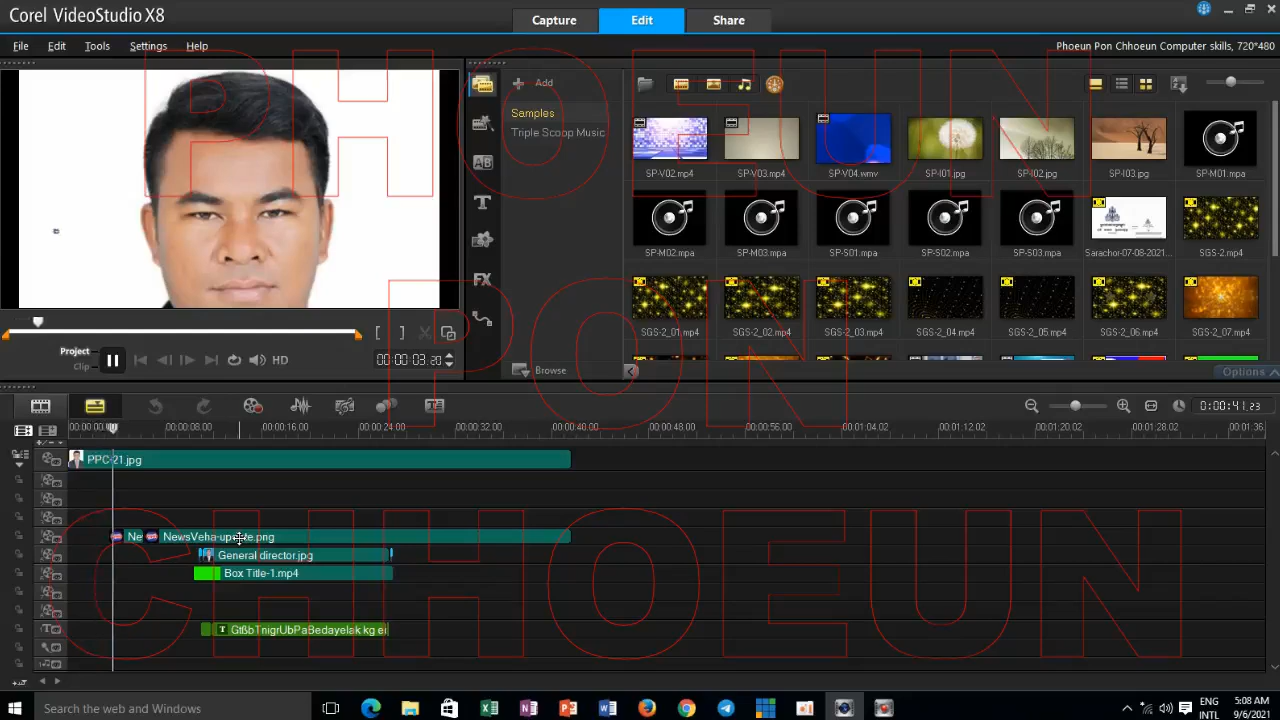 Corel VideoStudio X8
Capture
Edit
Share
File
Edit
Tools
Settings
Help
Phoeun Pon Chhoeun Computer skills, 720*480
PHOEUN
PON
CHHOEUN
Add
Samples
Triple Scoop Music
Browse
SP-V02.mp4
SP-V03.mp4
SP-V04.wmv
SP-I01.jpg
SP-I02.jpg
SP-I03.jpg
SP-M01.mpa
SP-M02.mpa
SP-M03.mpa
SP-S01.mpa
SP-S02.mpa
SP-S03.mpa
Sarachor-07-08-2021...
SGS-2.mp4
SGS-2_01.mp4
SGS-2_02.mp4
SGS-2_03.mp4
SGS-2_04.mp4
SGS-2_05.mp4
SGS-2_06.mp4
SGS-2_07.mp4
Options
Project
Clip
HD
00:00:03 20
0:00:41.23
00:00:08.00
00:00:16.00
00:00:24.00
00:00:32.00
00:00:40.00
00:00:48.00
00:00:56.00
00:01:04.02
00:01:12.02
00:01:20.02
00:01:28.02
00:01:36.
PPC-21.jpg
Ne
NewsVeha-update.png
General director.jpg
Box Title-1.mp4
GtßbTnigrUbPaBedayelak kg er
Search the web and Windows
ENG
INTL
5:08 AM
9/6/2021